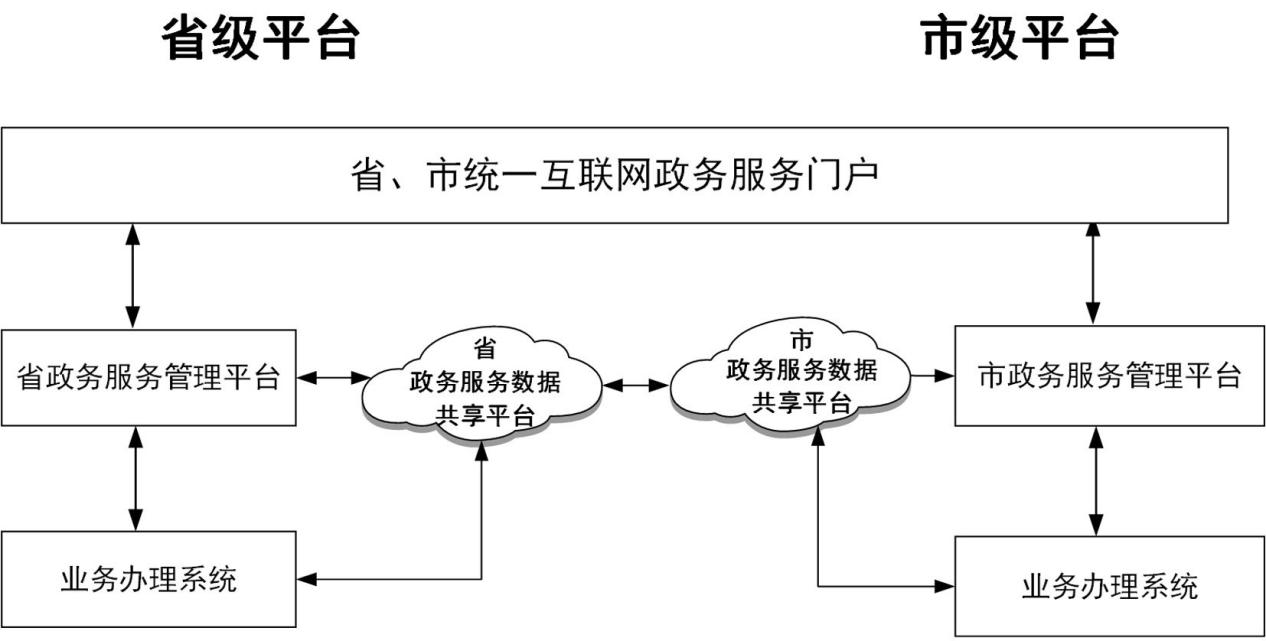 省级平台
市级平台
省、市统一互联网政务服务门户
省政务服务管理平台
省
政务服务数据
共享平台
市
政务服务数据
共享平台
市政务服务管理平台
业务办理系统
业务办理系统